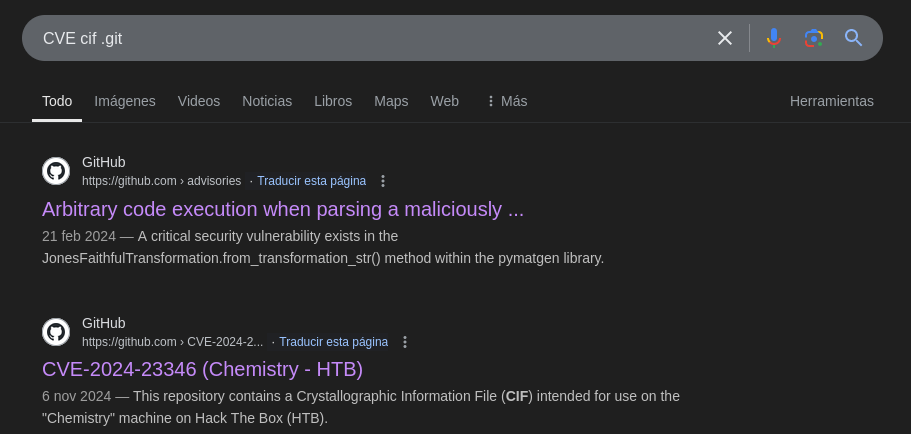 CVE cif .git
Todo Imágenes Videos Noticias Libros Maps Web Más Herramientas
GitHub
https://github.com › advisories · Traducir esta página
Arbitrary code execution when parsing a maliciously ...
21 feb 2024 — A critical security vulnerability exists in the
JonesFaithfulTransformation.from_transformation_str() method within the pymatgen library.
GitHub
https://github.com › CVE-2024-2... · Traducir esta página
CVE-2024-23346 (Chemistry - HTB)
6 nov 2024 — This repository contains a Crystallographic Information File (CIF) intended for use on the
"Chemistry" machine on Hack The Box (HTB).